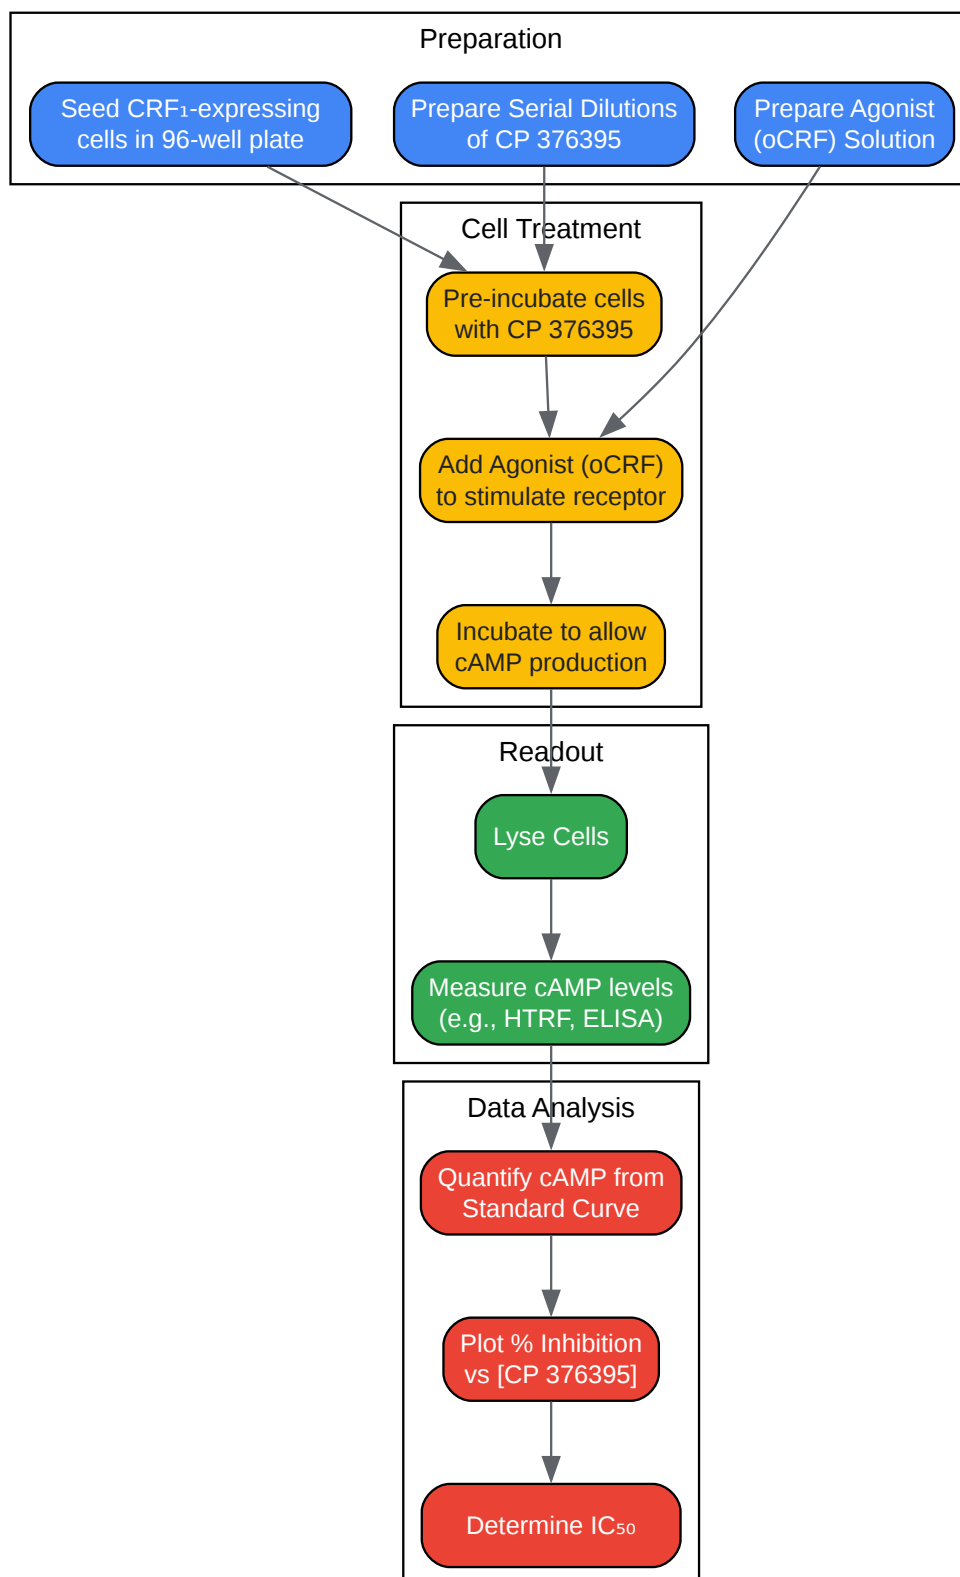 Preparation
Seed CRF₁-expressing
cells in 96-well plate
Prepare Serial Dilutions
of CP 376395
Prepare Agonist
(oCRF) Solution
Cell Treatment
Pre-incubate cells
with CP 376395
Add Agonist (oCRF)
to stimulate receptor
Incubate to allow
cAMP production
Readout
Lyse Cells
Measure cAMP levels
(e.g., HTRF, ELISA)
Data Analysis
Quantify cAMP from
Standard Curve
Plot % Inhibition
vs [CP 376395]
Determine IC₅₀